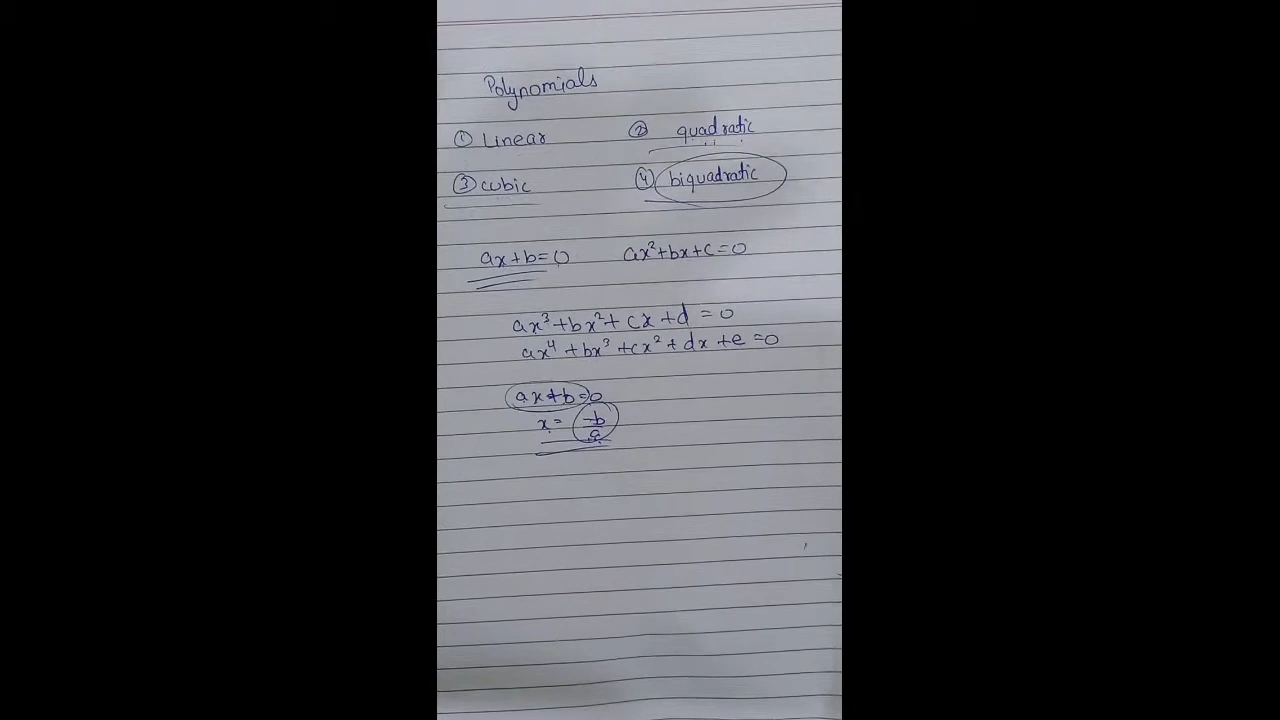 Polynomials
① Linear ② quadratic
③ cubic ④ biquadratic
ax+b=0 ax²+bx+c=0
ax³+bx²+cx+d=0
ax⁴+bx³+cx²+dx+e=0
ax+b=0
x= -b/a